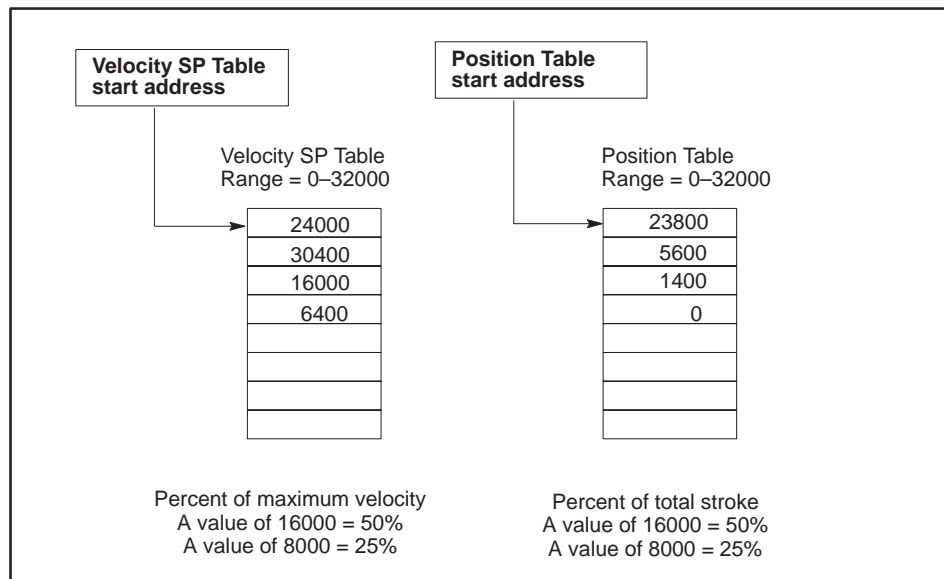 Velocity SP Table
start address
Position Table
start address
Velocity SP Table
Range = 0–32000
Position Table
Range = 0–32000
24000
30400
16000
6400
23800
5600
1400
0
Percent of maximum velocity
A value of 16000 = 50%
A value of 8000 = 25%
Percent of total stroke
A value of 16000 = 50%
A value of 8000 = 25%